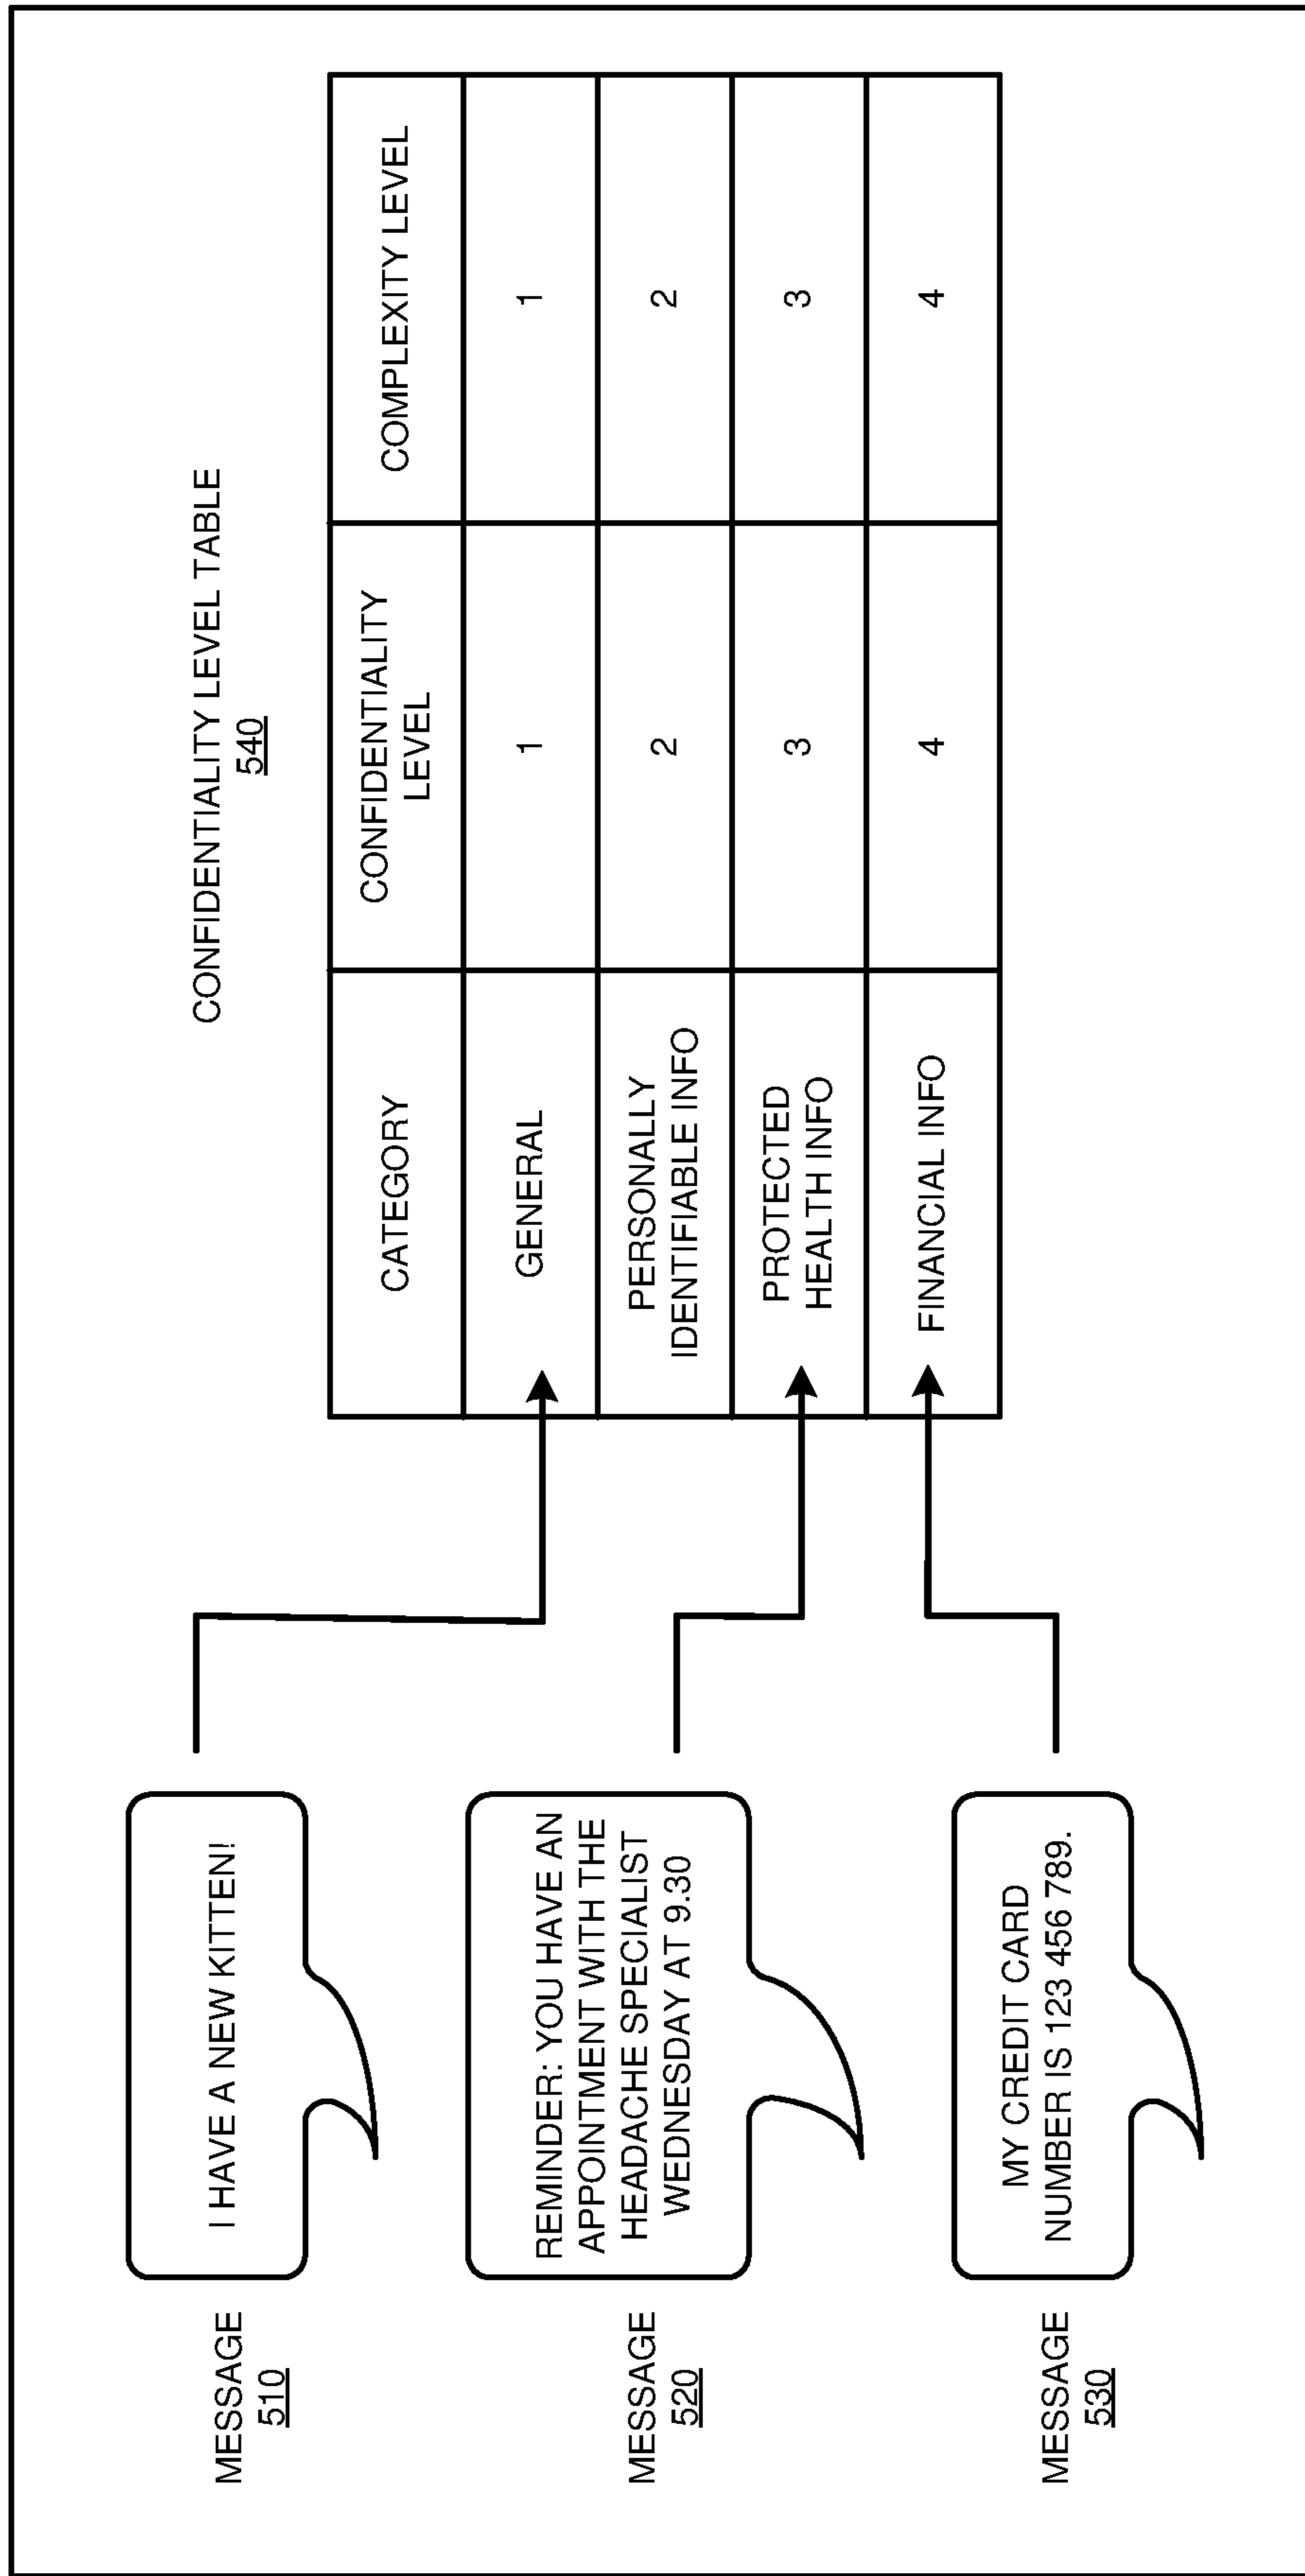 MESSAGE
510
I HAVE A NEW KITTEN!
MESSAGE
520
REMINDER: YOU HAVE AN
APPOINTMENT WITH THE
HEADACHE SPECIALIST
WEDNESDAY AT 9.30
MESSAGE
530
MY CREDIT CARD
NUMBER IS 123 456 789.
CONFIDENTIALITY LEVEL TABLE
540
CATEGORY
CONFIDENTIALITY
LEVEL
COMPLEXITY LEVEL
GENERAL
1
1
PERSONALLY
IDENTIFIABLE INFO
2
2
PROTECTED
HEALTH INFO
3
3
FINANCIAL INFO
4
4